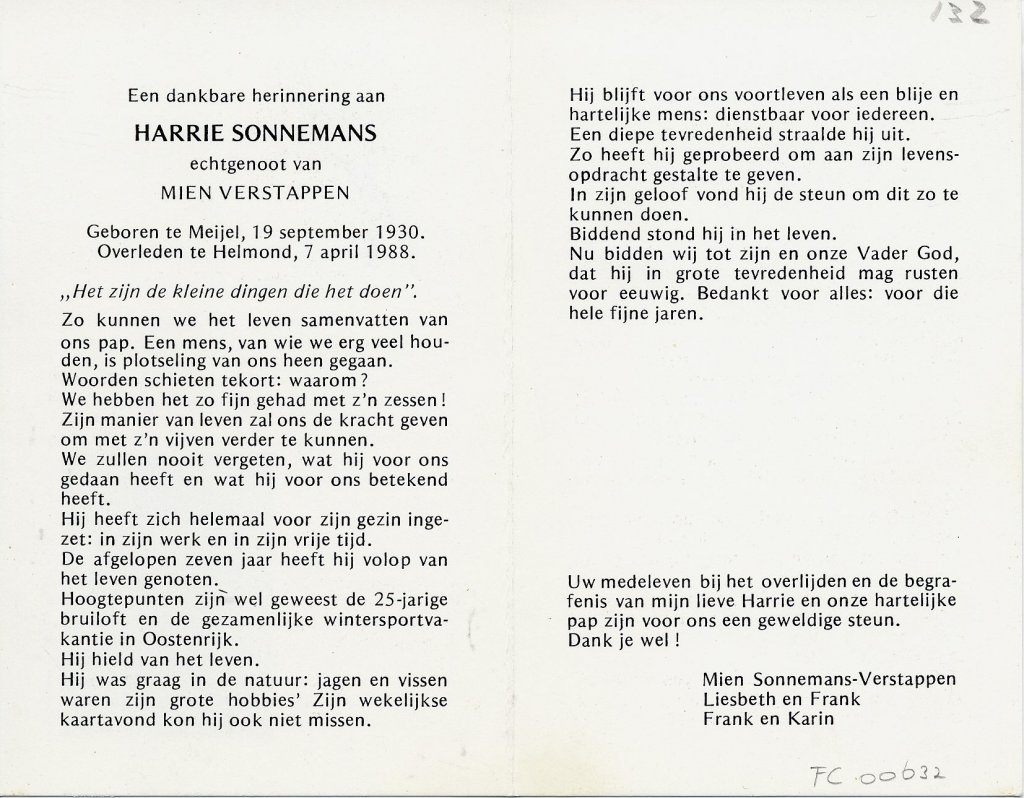 132
Een dankbare herinnering aan
HARRIE SONNEMANS
echtgenoot van
MIEN VERSTAPPEN
Geboren te Meijel, 19 september 1930.
Overleden te Helmond, 7 april 1988.
,,Het zijn de kleine dingen die het doen".
Zo kunnen we het leven samenvatten van
ons pap. Een mens, van wie we erg veel hou-
den, is plotseling van ons heen gegaan.
Woorden schieten tekort: waarom?
We hebben het zo fijn gehad met z'n zessen!
Zijn manier van leven zal ons de kracht geven
om met z'n vijven verder te kunnen.
We zullen nooit vergeten, wat hij voor ons
gedaan heeft en wat hij voor ons betekend
heeft.
Hij heeft zich helemaal voor zijn gezin inge-
zet: in zijn werk en in zijn vrije tijd.
De afgelopen zeven jaar heeft hij volop van
het leven genoten.
Hoogtepunten zijn wel geweest de 25-jarige
bruiloft en de gezamenlijke wintersportva-
kantie in Oostenrijk.
Hij hield van het leven.
Hij was graag in de natuur: jagen en vissen
waren zijn grote hobbies' Zijn wekelijkse
kaartavond kon hij ook niet missen.
Hij blijft voor ons voortleven als een blije en
hartelijke mens: dienstbaar voor iedereen.
Een diepe tevredenheid straalde hij uit.
Zo heeft hij geprobeerd om aan zijn levens-
opdracht gestalte te geven.
In zijn geloof vond hij de steun om dit zo te
kunnen doen.
Biddend stond hij in het leven.
Nu bidden wij tot zijn en onze Vader God,
dat hij in grote tevredenheid mag rusten
voor eeuwig. Bedankt voor alles: voor die
hele fijne jaren.
Uw medeleven bij het overlijden en de begra-
fenis van mijn lieve Harrie en onze hartelijke
pap zijn voor ons een geweldige steun.
Dank je wel!
Mien Sonnemans-Verstappen
Liesbeth en Frank
Frank en Karin
FC 00632